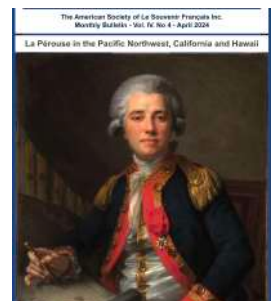 The American Society of Le Souvenir Français Inc.
Monthly Bulletin - Vol. IV. No 4 - April 2024
La Pérouse in the Pacific Northwest, California and Hawaii